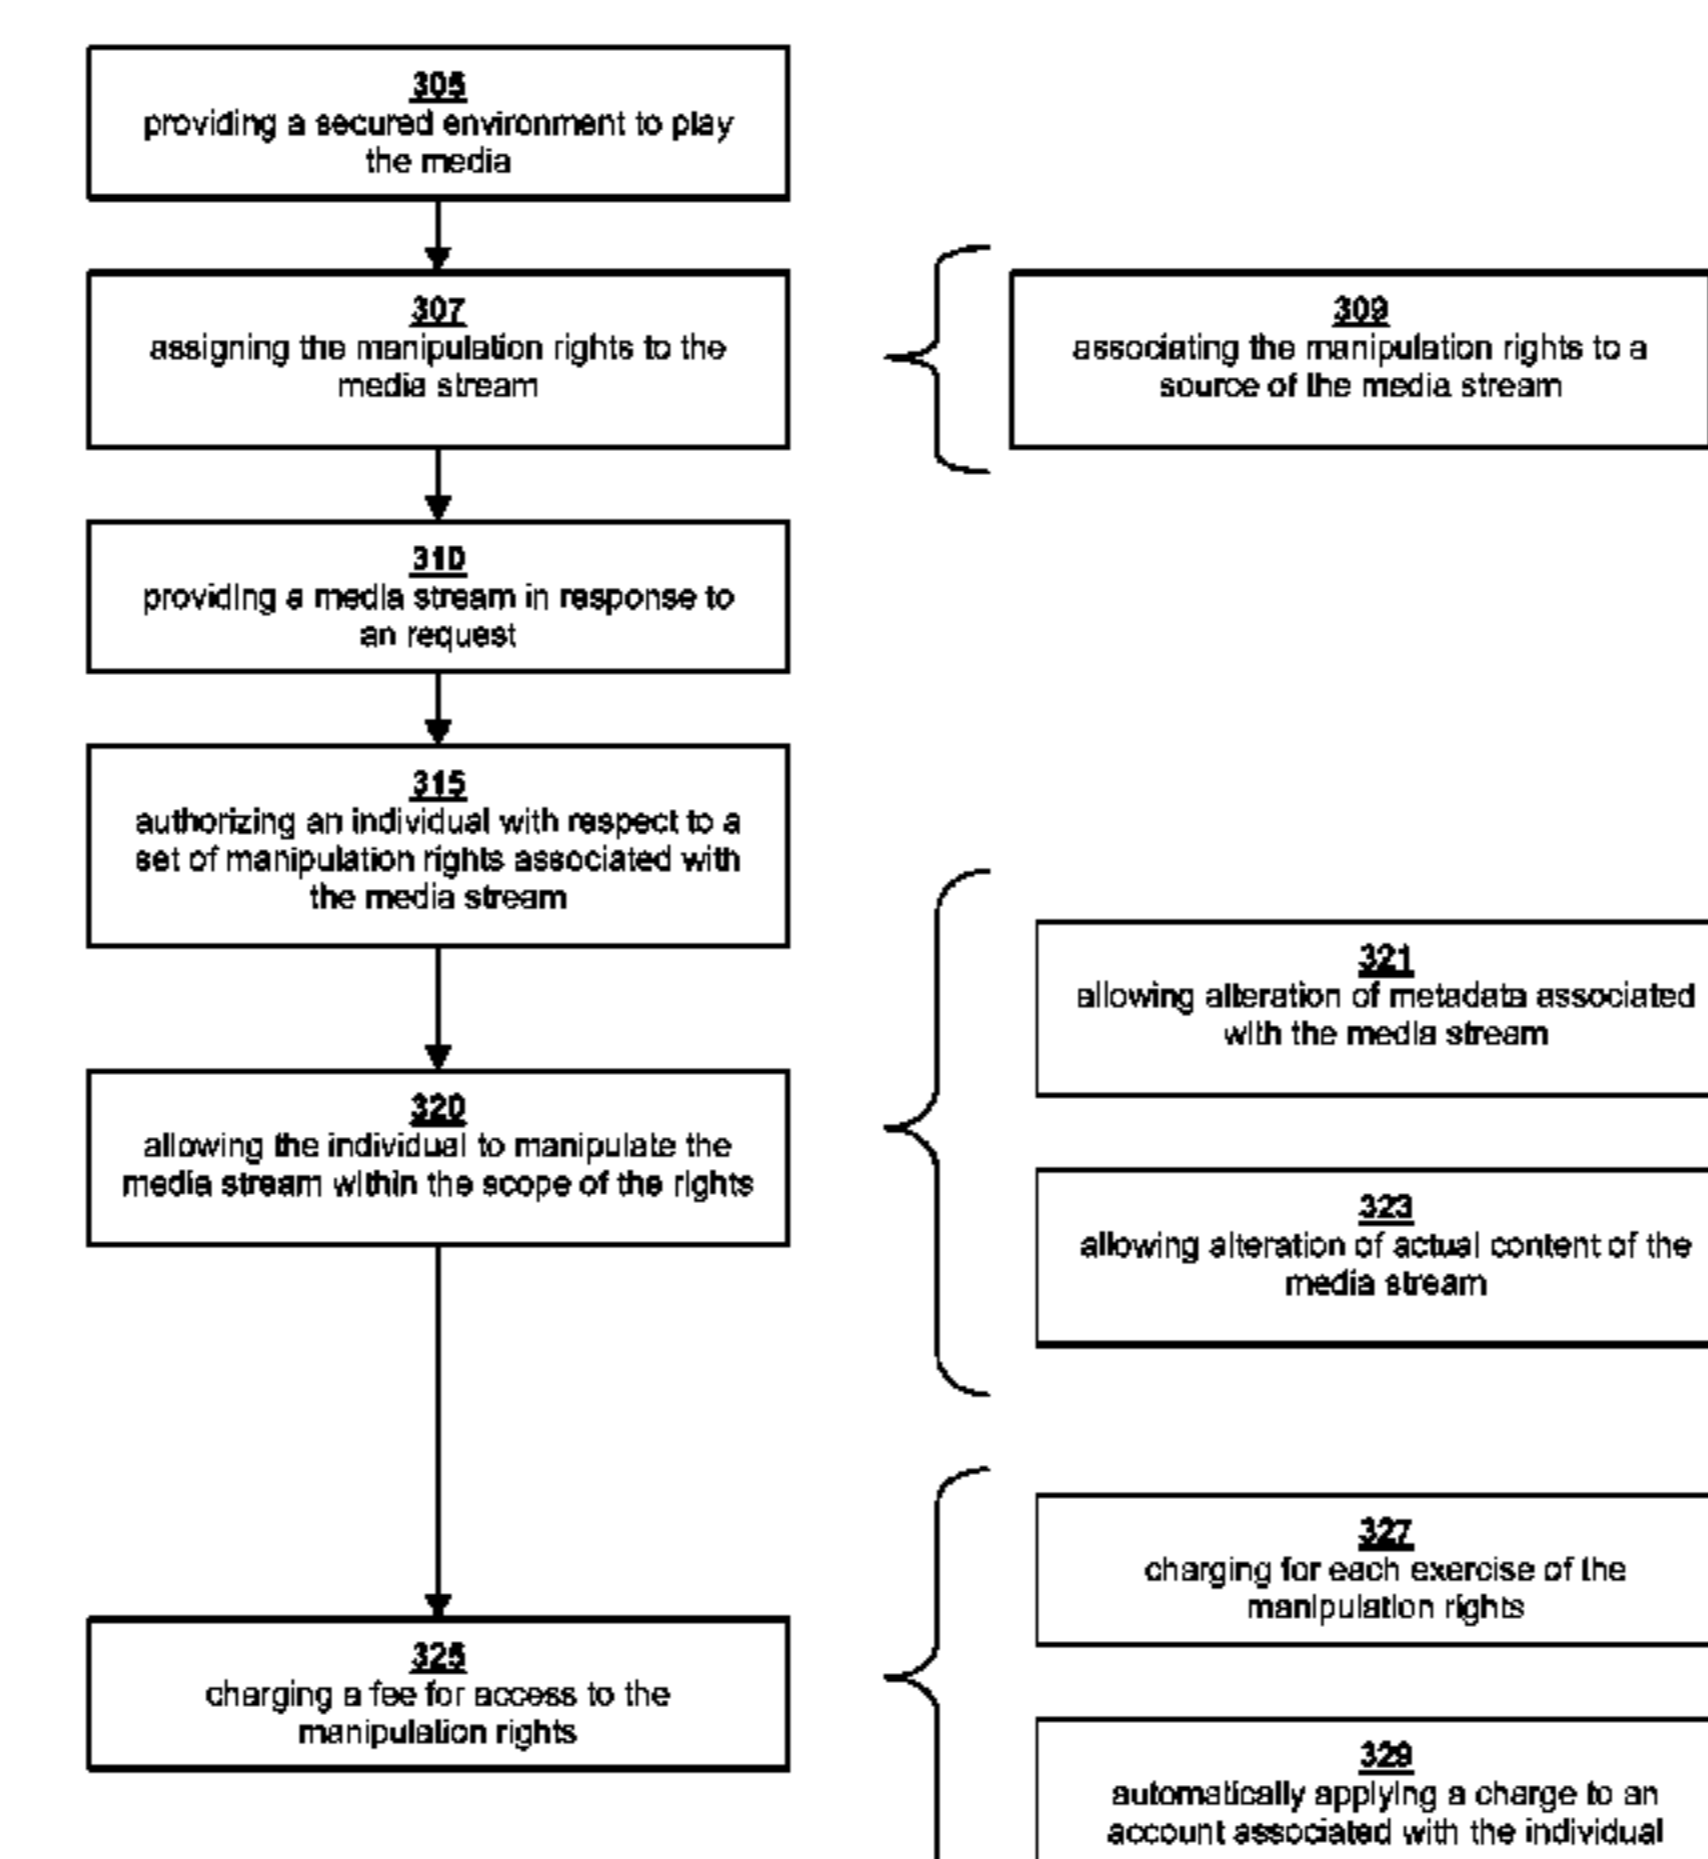 305
providing a secured environment to play
the media
307
assigning the manipulation rights to the
media stream
309
associating the manipulation rights to a
source of the media stream
310
providing a media stream in response to
an request
315
authorizing an individual with respect to a
set of manipulation rights associated with
the media stream
320
allowing the individual to manipulate the
media stream within the scope of the rights
321
allowing alteration of metadata associated
with the media stream
323
allowing alteration of actual content of the
media stream
325
charging a fee for access to the
manipulation rights
327
charging for each exercise of the
manipulation rights
329
automatically applying a charge to an
account associated with the individual